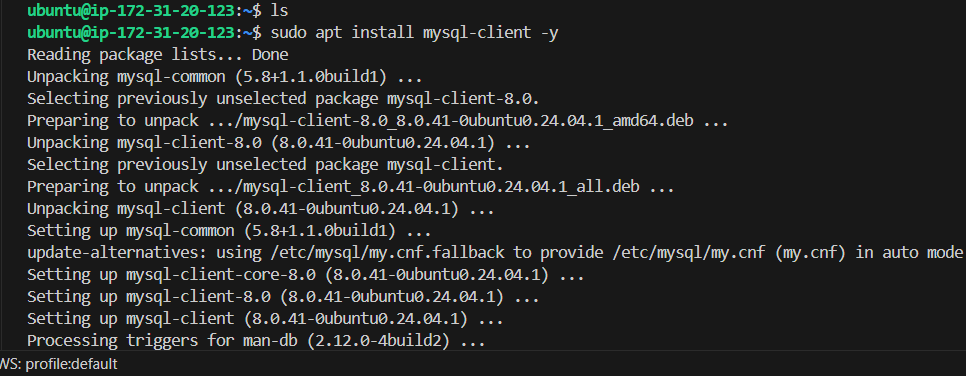 ubuntu@ip-172-31-20-123:~$ ls
ubuntu@ip-172-31-20-123:~$ sudo apt install mysql-client -y
Reading package lists... Done
Unpacking mysql-common (5.8+1.1.0build1) ...
Selecting previously unselected package mysql-client-8.0.
Preparing to unpack .../mysql-client-8.0_8.0.41-0ubuntu0.24.04.1_amd64.deb ...
Unpacking mysql-client-8.0 (8.0.41-0ubuntu0.24.04.1) ...
Selecting previously unselected package mysql-client.
Preparing to unpack .../mysql-client_8.0.41-0ubuntu0.24.04.1_all.deb ...
Unpacking mysql-client (8.0.41-0ubuntu0.24.04.1) ...
Setting up mysql-common (5.8+1.1.0build1) ...
update-alternatives: using /etc/mysql/my.cnf.fallback to provide /etc/mysql/my.cnf (my.cnf) in auto mode
Setting up mysql-client-core-8.0 (8.0.41-0ubuntu0.24.04.1) ...
Setting up mysql-client-8.0 (8.0.41-0ubuntu0.24.04.1) ...
Setting up mysql-client (8.0.41-0ubuntu0.24.04.1) ...
Processing triggers for man-db (2.12.0-4build2) ...
WS: profile:default